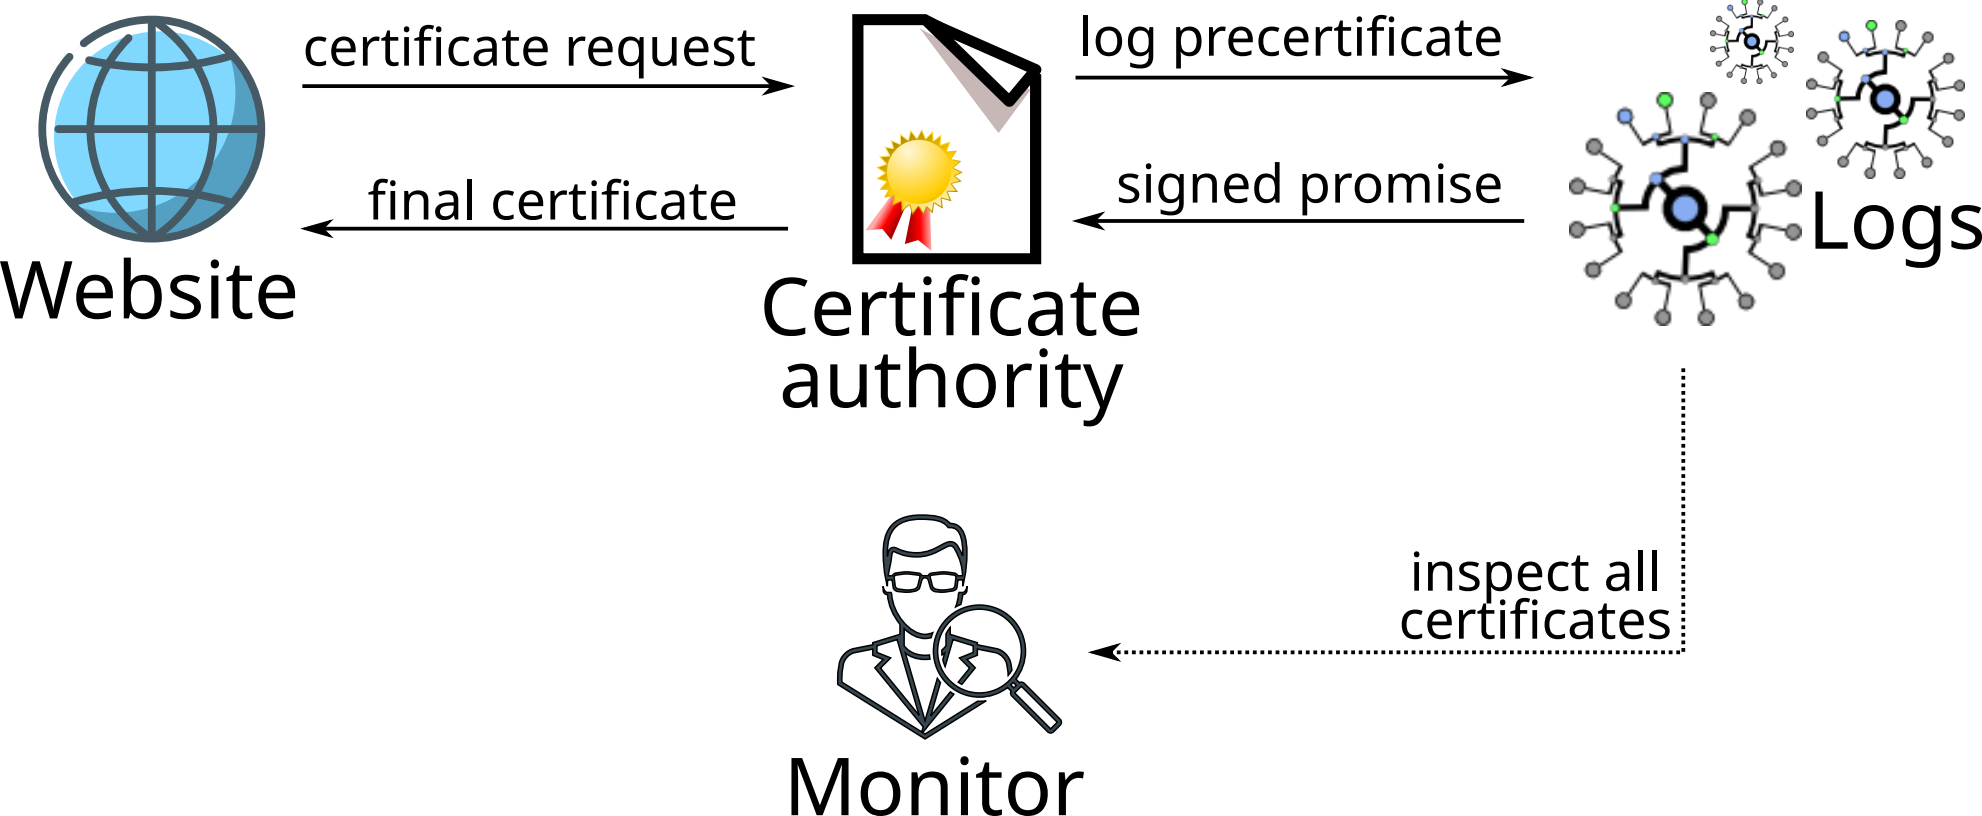 certificate request
final certificate
Website
Certificate
authority
log precertificate
signed promise
Logs
inspect all
certificates
Monitor